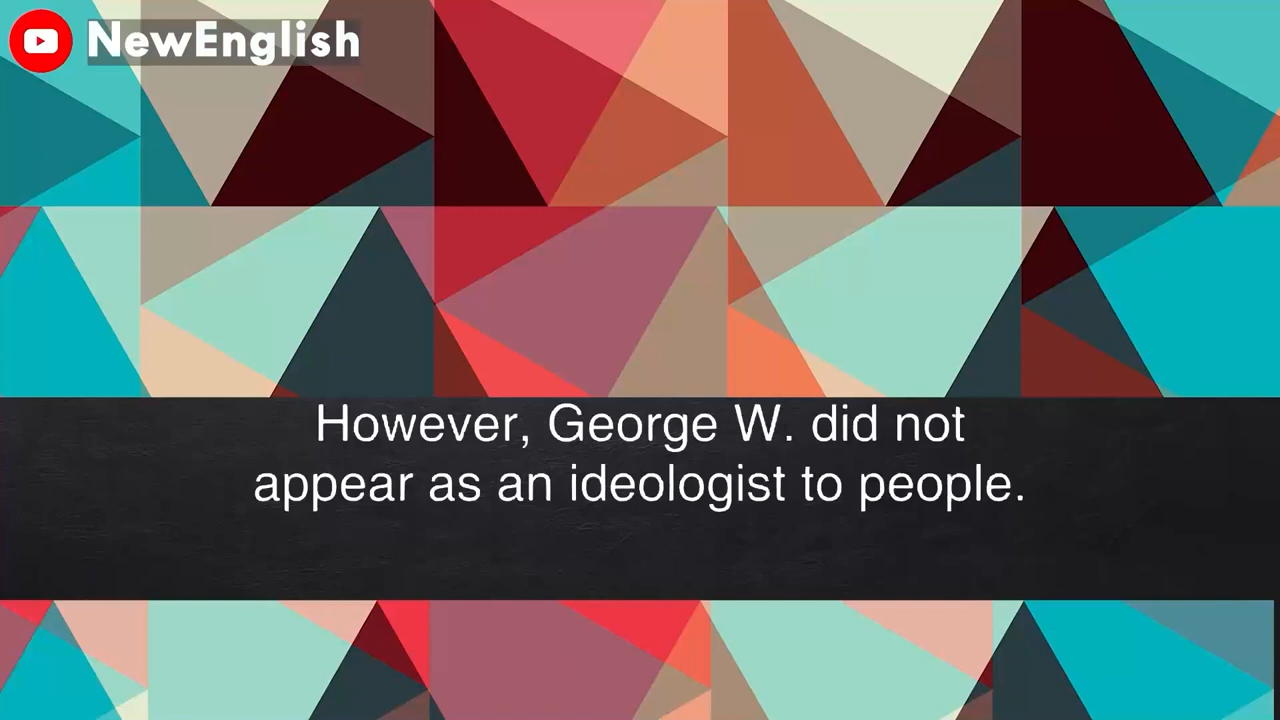 NewEnglish
However, George W. did not
appear as an ideologist to people.